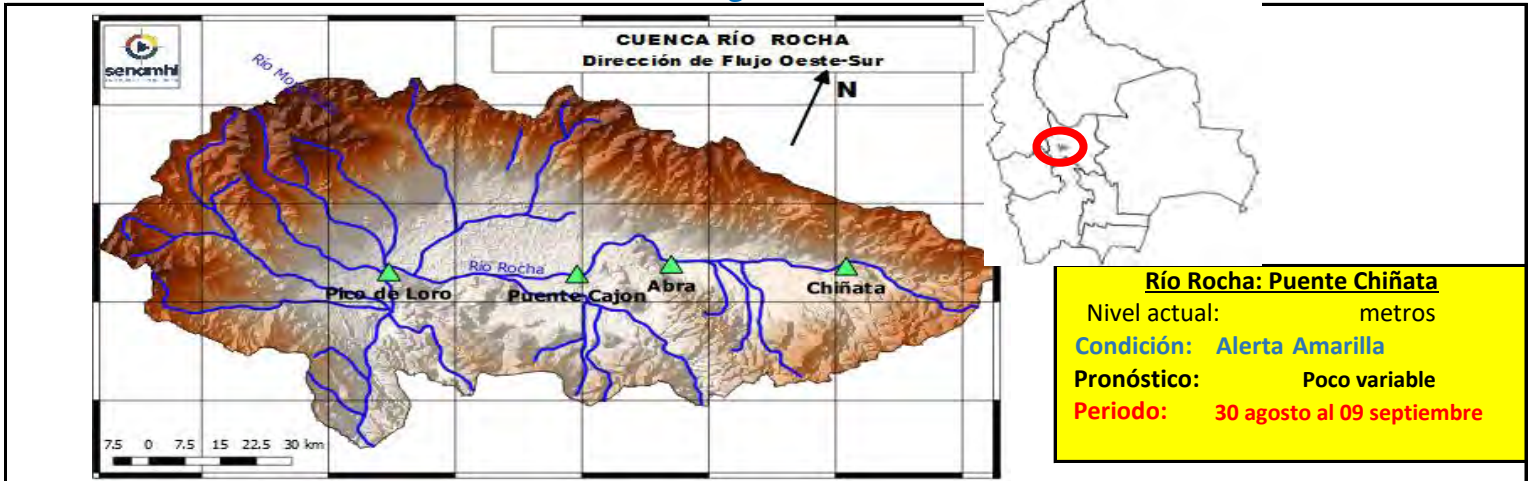 senamhi
CUENCA RÍO ROCHA
Dirección de Flujo Oeste-Sur
N
Río Rocha
Pico de Loro
Puente Cajon
Abra
Chiñata
7.5 0 7.5 15 22.5 30 km
Río Rocha: Puente Chiñata
Nivel actual: metros
Condición: Alerta Amarilla
Pronóstico: Poco variable
Periodo: 30 agosto al 09 septiembre